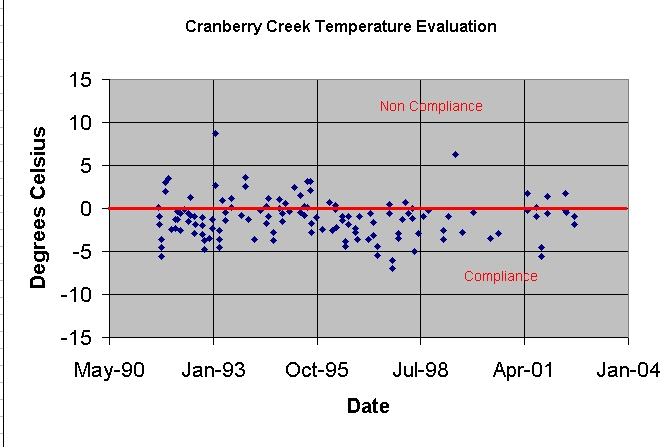 Cranberry Creek Temperature Evaluation
15
Non Compliance
10
5
0
-5
Compliance
-10
-15
Degrees Celsius
May-90 Jan-93 Oct-95 Jul-98 Apr-01 Jan-04
Date